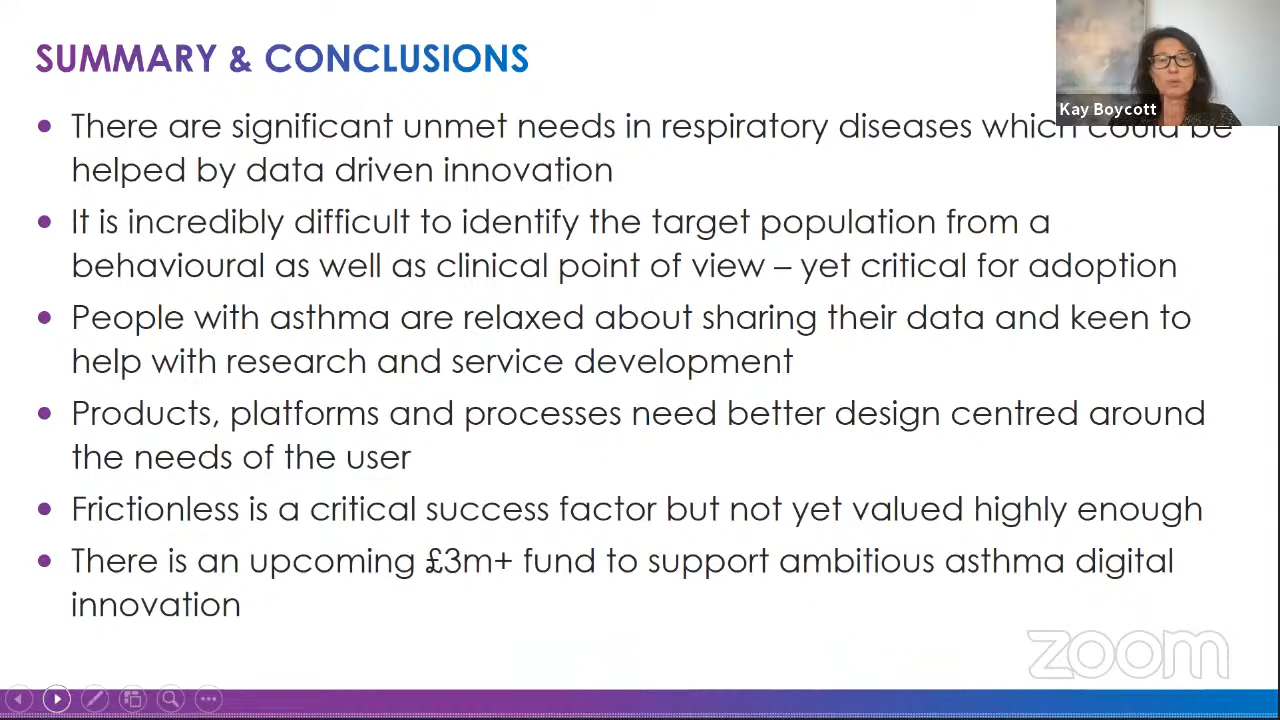 SUMMARY & CONCLUSIONS
Kay Boycott
There are significant unmet needs in respiratory diseases which could be
helped by data driven innovation
It is incredibly difficult to identify the target population from a
behavioural as well as clinical point of view – yet critical for adoption
People with asthma are relaxed about sharing their data and keen to
help with research and service development
Products, platforms and processes need better design centred around
the needs of the user
Frictionless is a critical success factor but not yet valued highly enough
There is an upcoming £3m+ fund to support ambitious asthma digital
innovation
zoom